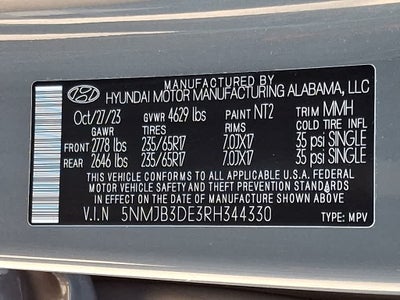 MANUFACTURED BY
HYUNDAI MOTOR MANUFACTURING ALABAMA, LLC
Oct/27/23 GVWR 4629 lbs PAINT NT2 TRIM MMH
GAWR TIRES RIMS COLD TIRE INFL
FRONT 2778 lbs 235/65R17 7.0JX17 35 psi SINGLE
REAR 2646 lbs 235/65R17 7.0JX17 35 psi SINGLE
THIS VEHICLE CONFORMS TO ALL APPLICABLE U.S.A. FEDERAL
MOTOR VEHICLE SAFETY AND THEFT PREVENTION STANDARDS
IN EFFECT ON THE DATE OF MANUFACTURE SHOWN ABOVE.
V.I.N 5NMJB3DE3RH344330 TYPE: MPV